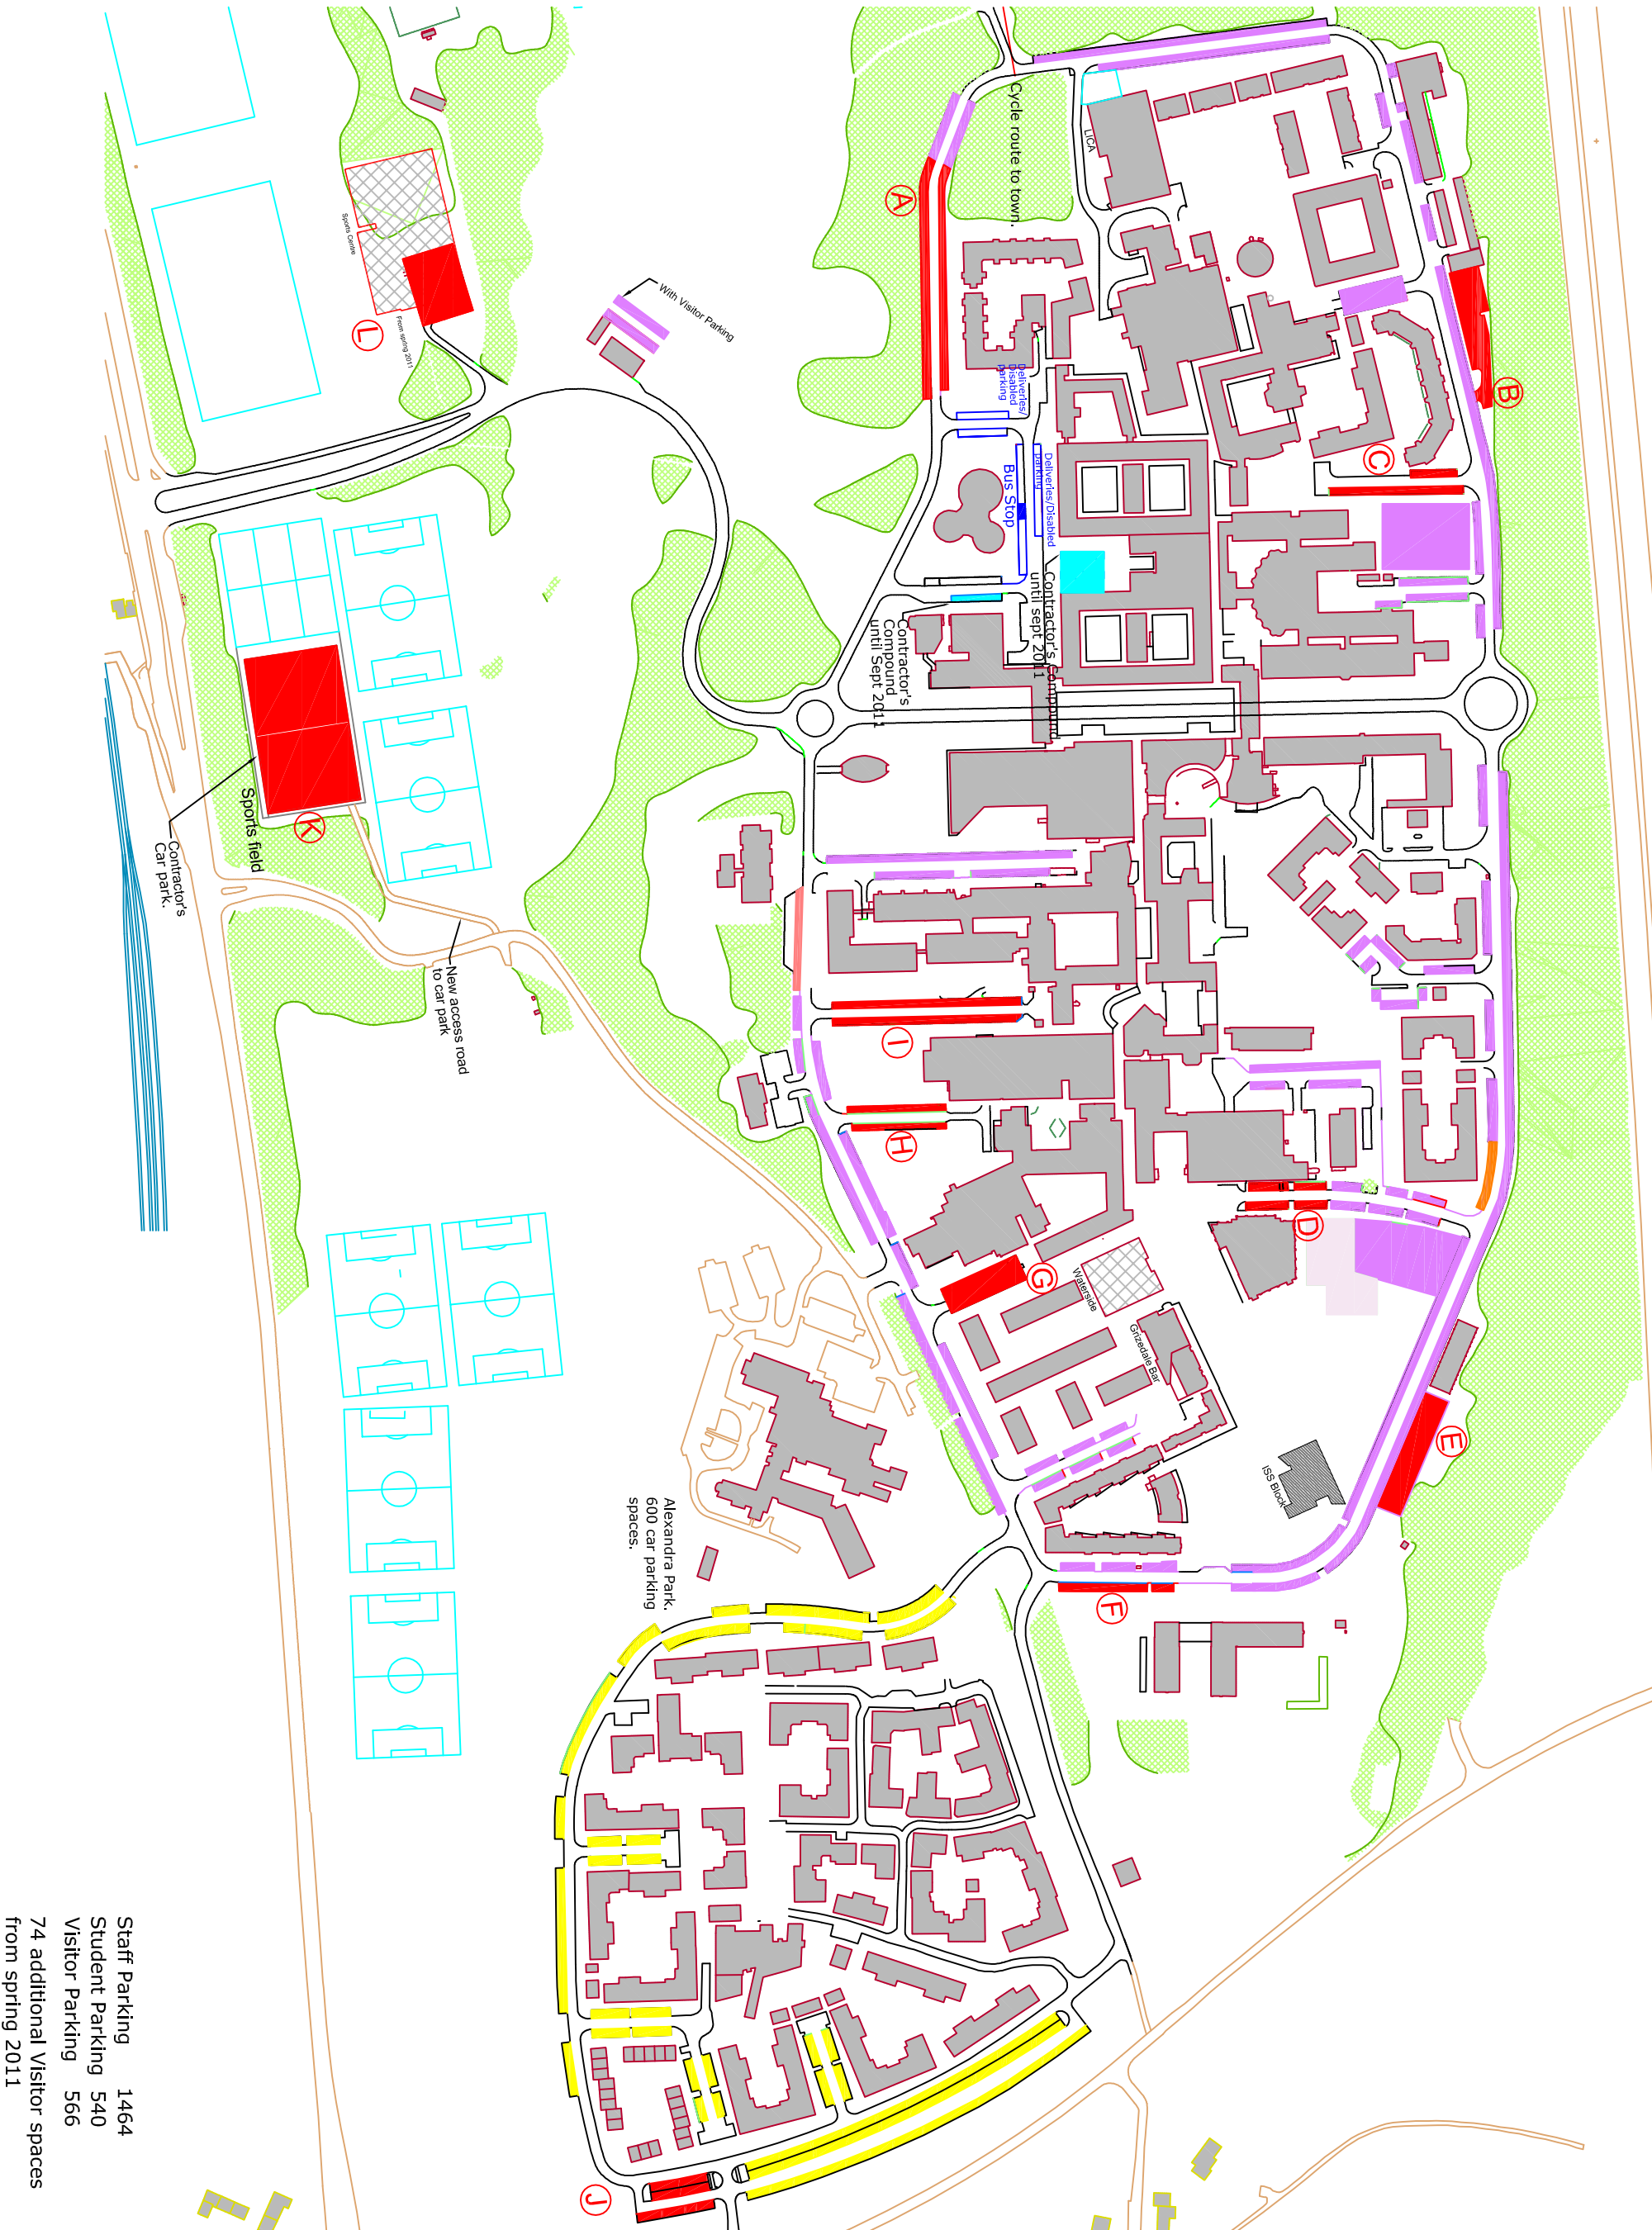 Cycle route to town.
LICA
A
B
C
Deliveries/
Disabled
parking
Deliveries/Disabled
parking
Bus Stop
Contractor's Compound
until sept 2011
Contractor's
Compound
until Sept 2011
With Visitor Parking
Sports Centre
From spring 2011
L
K
Sports field
Contractor's
Car park.
New access road
to car park
I
H
G
D
Waterside
Grizedale Bar
ISS Block
E
F
Alexandra Park.
600 car parking
spaces.
J
Staff Parking 1464
Student Parking 540
Visitor Parking 566
74 additional Visitor spaces
from spring 2011